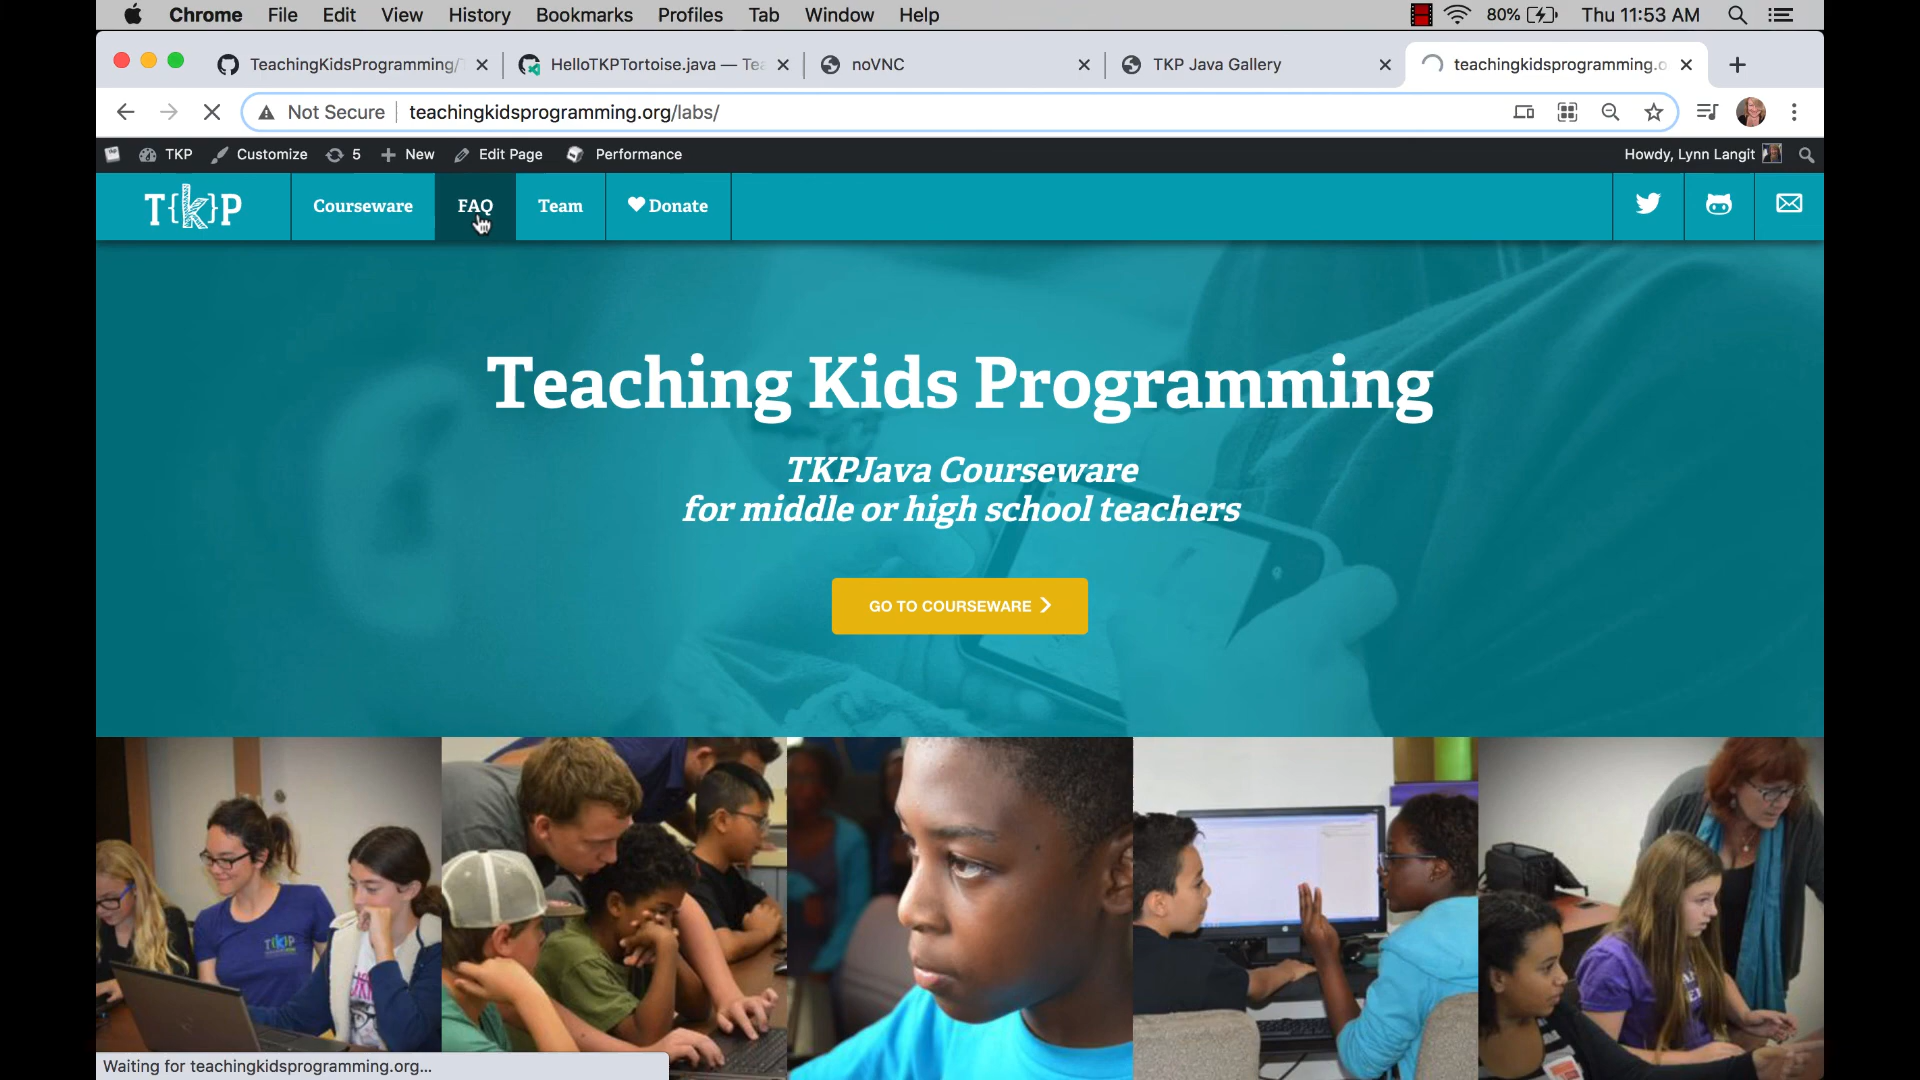 Chrome File Edit View History Bookmarks Profiles Tab Window Help 80% Thu 11:53 AM
TeachingKidsProgramming/ HelloTKPTortoise.java — Tea noVNC TKP Java Gallery teachingkidsprogramming.o
Not Secure teachingkidsprogramming.org/labs/
TKP Customize 5 New Edit Page Performance Howdy, Lynn Langit
T{k}P Courseware FAQ Team Donate
Teaching Kids Programming
TKPJava Courseware
for middle or high school teachers
GO TO COURSEWARE
T{K}P
Waiting for teachingkidsprogramming.org...